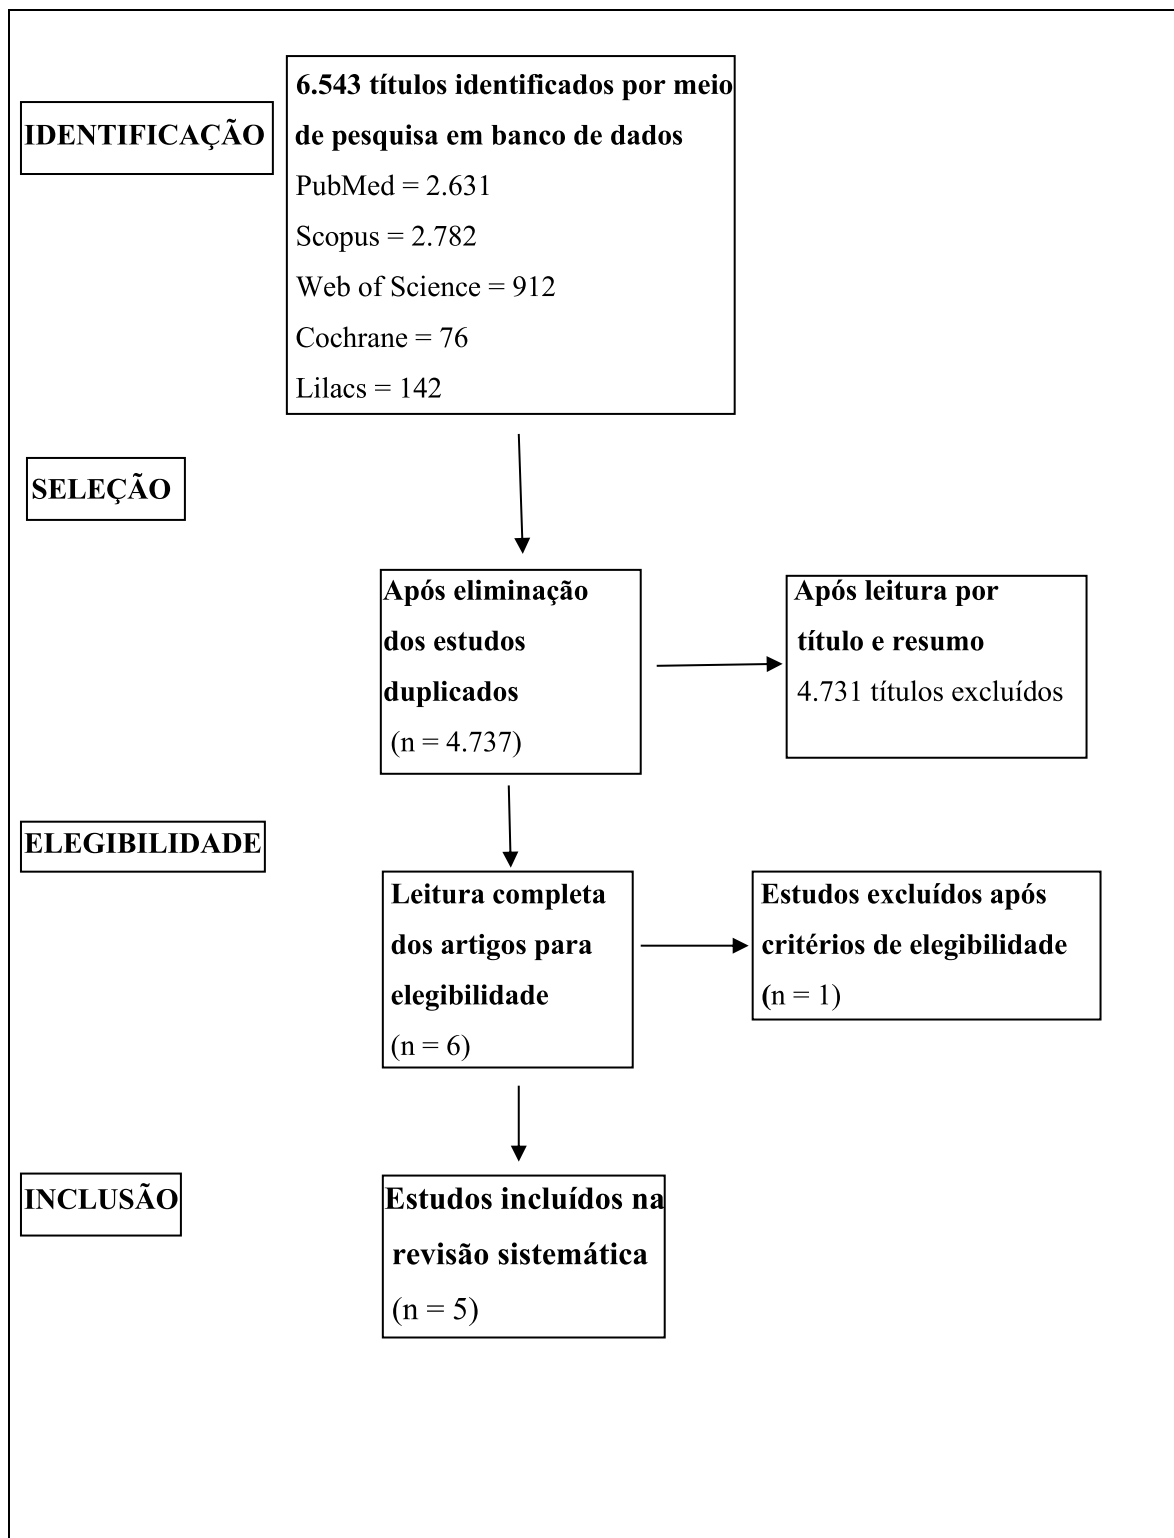 IDENTIFICAÇÃO
6.543 títulos identificados por meio
de pesquisa em banco de dados
PubMed = 2.631
Scopus = 2.782
Web of Science = 912
Cochrane = 76
Lilacs = 142
SELEÇÃO
Após eliminação
dos estudos
duplicados
(n = 4.737)
Após leitura por
título e resumo
4.731 títulos excluídos
ELEGIBILIDADE
Leitura completa
dos artigos para
elegibilidade
(n = 6)
Estudos excluídos após
critérios de elegibilidade
(n = 1)
INCLUSÃO
Estudos incluídos na
revisão sistemática
(n = 5)